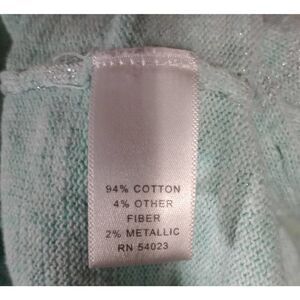 94% COTTON
4% OTHER
FIBER
2% METALLIC
RN 54023